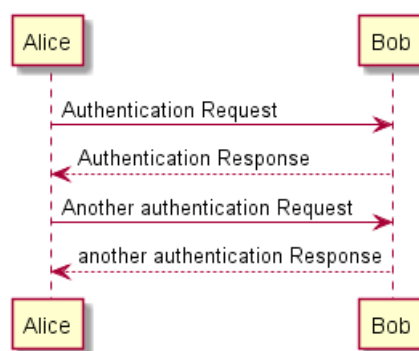 Alice Bob
Authentication Request
Authentication Response
Another authentication Request
another authentication Response
Alice Bob